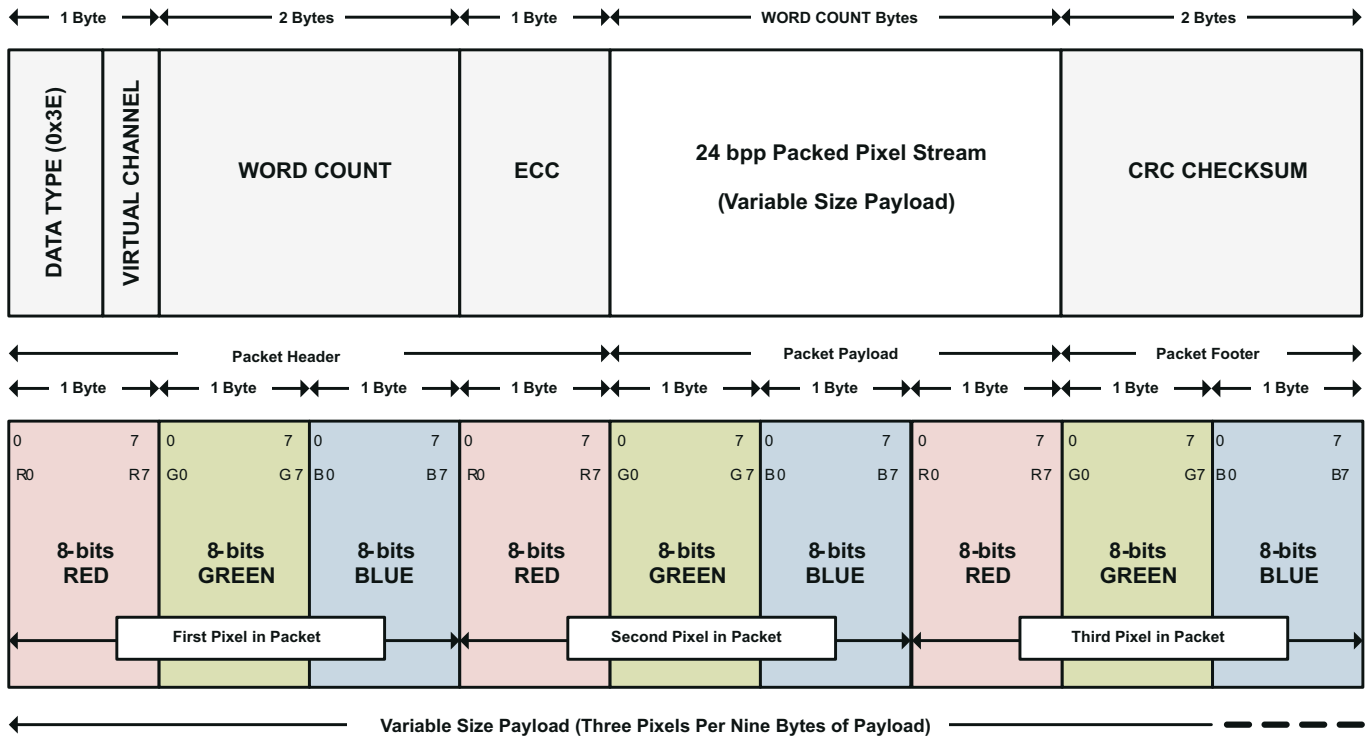 1 Byte 2 Bytes 1 Byte WORD COUNT Bytes 2 Bytes
DATA TYPE (0x3E)
VIRTUAL CHANNEL
WORD COUNT
ECC
24 bpp Packed Pixel Stream
(Variable Size Payload)
CRC CHECKSUM
Packet Header Packet Payload Packet Footer
1 Byte 1 Byte 1 Byte 1 Byte 1 Byte 1 Byte 1 Byte 1 Byte 1 Byte
0 7 0 7 0 7 0 7 0 7 0 7 0 7 0 7 0 7
R0 R7 G0 G7 B0 B7 R0 R7 G0 G7 B0 B7 R0 R7 G0 G7 B0 B7
8-bits 8-bits 8-bits 8-bits 8-bits 8-bits 8-bits 8-bits 8-bits
RED GREEN BLUE RED GREEN BLUE RED GREEN BLUE
First Pixel in Packet Second Pixel in Packet Third Pixel in Packet
Variable Size Payload (Three Pixels Per Nine Bytes of Payload)